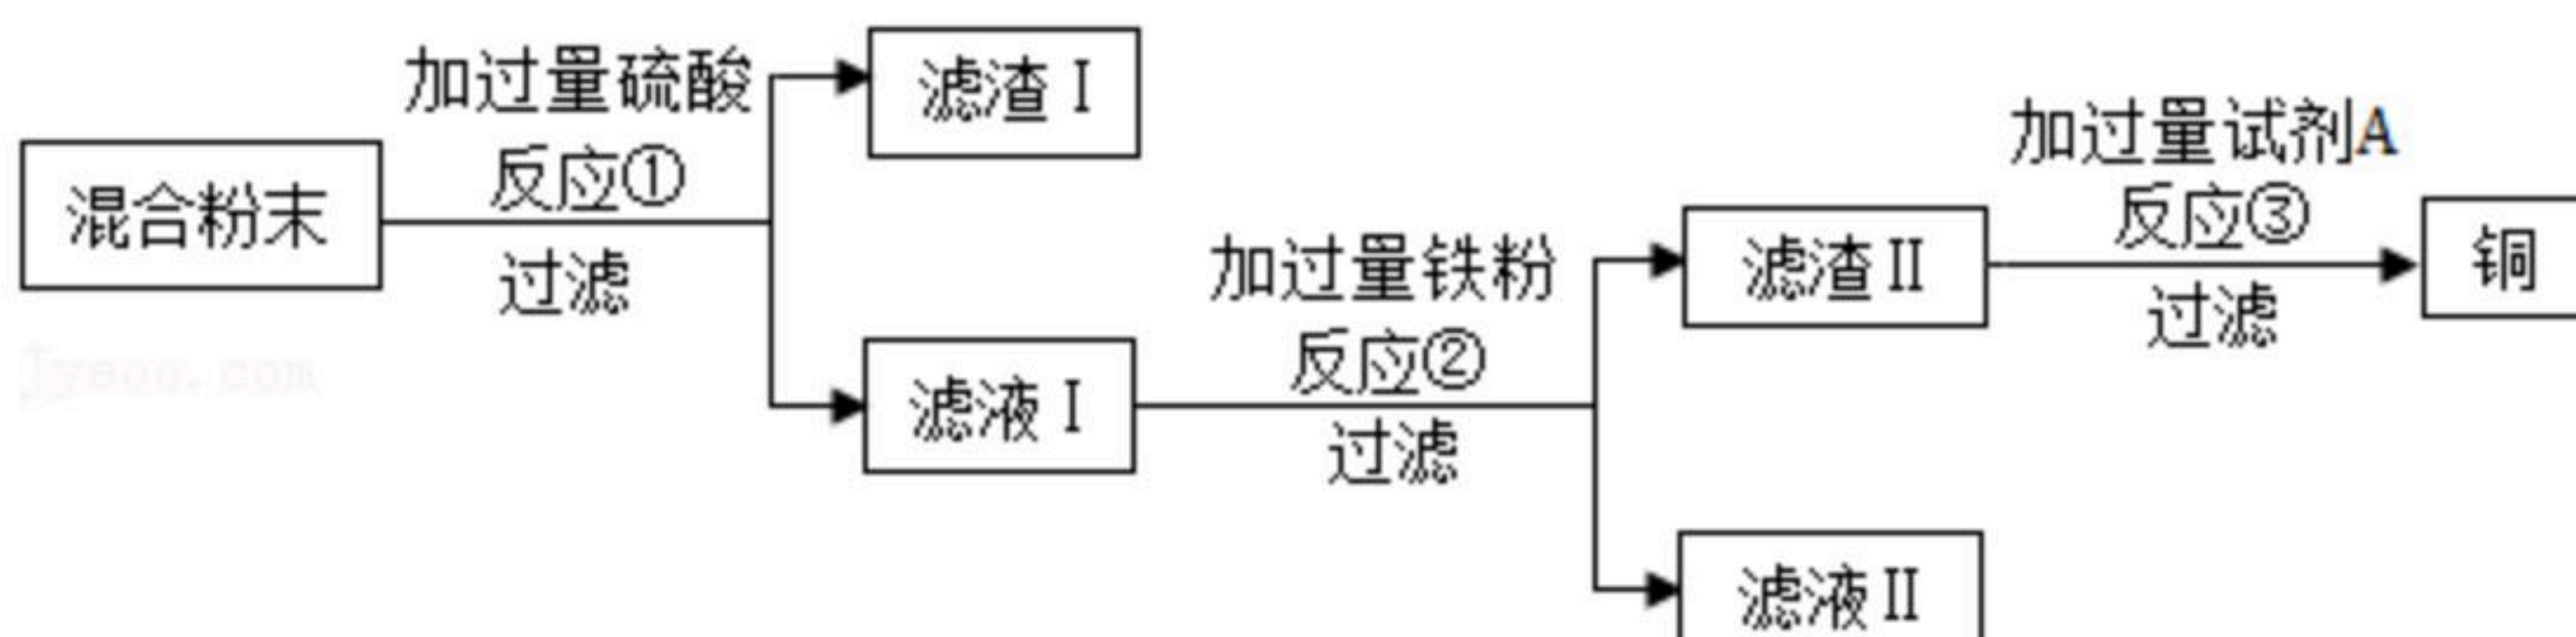 混合粉末
加过量硫酸
反应①
过滤
滤渣Ⅰ
滤液Ⅰ
加过量铁粉
反应②
过滤
滤渣Ⅱ
滤液Ⅱ
加过量试剂A
反应③
过滤
铜
Jyeoo.com